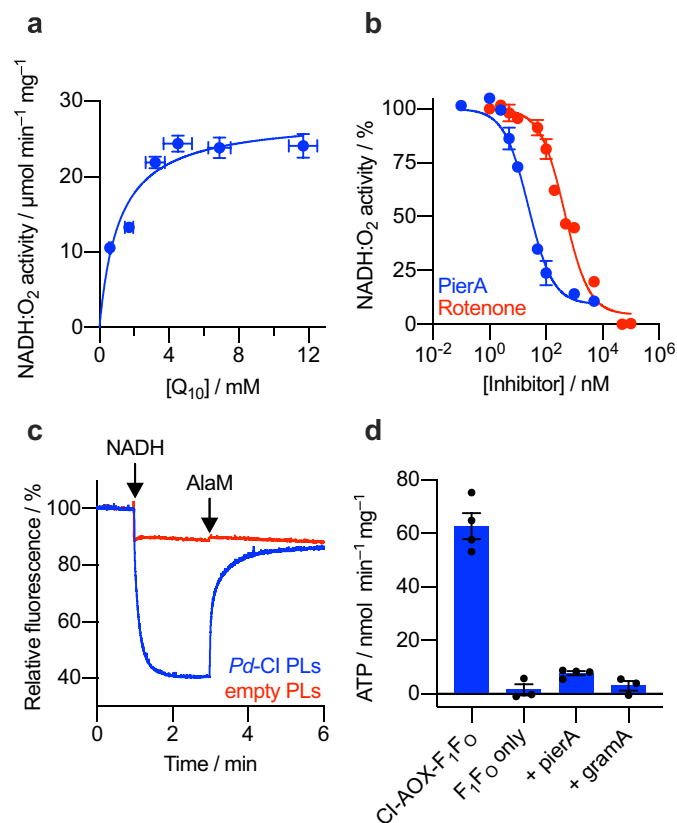 a
NADH:O₂ activity / µmol min⁻¹ mg⁻¹
30
20
10
0
0 4 8 12
[Q₁₀] / mM
b
NADH:O₂ activity / %
100
75
50
25
0
PierA
Rotenone
10⁻² 10⁰ 10² 10⁴ 10⁶
[Inhibitor] / nM
c
Relative fluorescence / %
NADH
AlaM
100
80
60
40
Pd-CI PLs
empty PLs
0 2 4 6
Time / min
d
ATP / nmol min⁻¹ mg⁻¹
80
60
40
20
0
CI-AOX-F₁F₀
F₁F₀ only
+ pierA
+ gramA